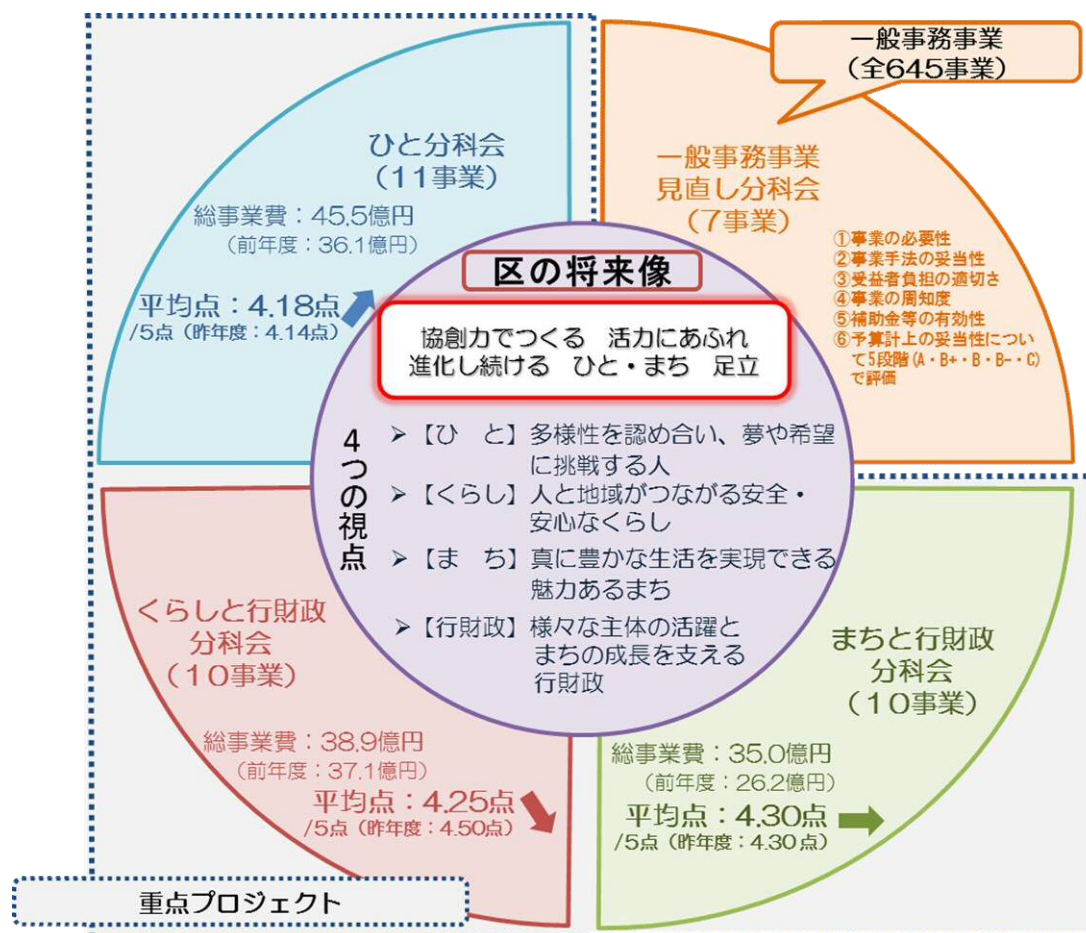 一般事務事業
(全645事業)
ひと分科会
(11事業)
総事業費：45.5億円
(前年度：36.1億円)
平均点：4.18点
/5点（昨年度：4.14点）
一般事務事業
見直し分科会
(7事業)
①事業の必要性
②事業手法の妥当性
③受益者負担の適切さ
④事業の周知度
⑤補助金等の有効性
⑥予算計上の妥当性につい
て5段階(A・B+・B・B-・C)
で評価
区の将来像
協創力でつくる　活力にあふれ
進化し続ける　ひと・まち　足立
4つの視点
➤【ひ　と】多様性を認め合い、夢や希望
に挑戦する人
➤【くらし】人と地域がつながる安全・
安心なくらし
➤【ま　ち】真に豊かな生活を実現できる
魅力あるまち
➤【行財政】様々な主体の活躍と
まちの成長を支える
行財政
くらしと行財政
分科会
(10事業)
総事業費：38.9億円
(前年度：37.1億円)
平均点：4.25点
/5点（昨年度：4.50点）
まちと行財政
分科会
(10事業)
総事業費：35.0億円
(前年度：26.2億円)
平均点：4.30点
/5点（昨年度：4.30点）
重点プロジェクト